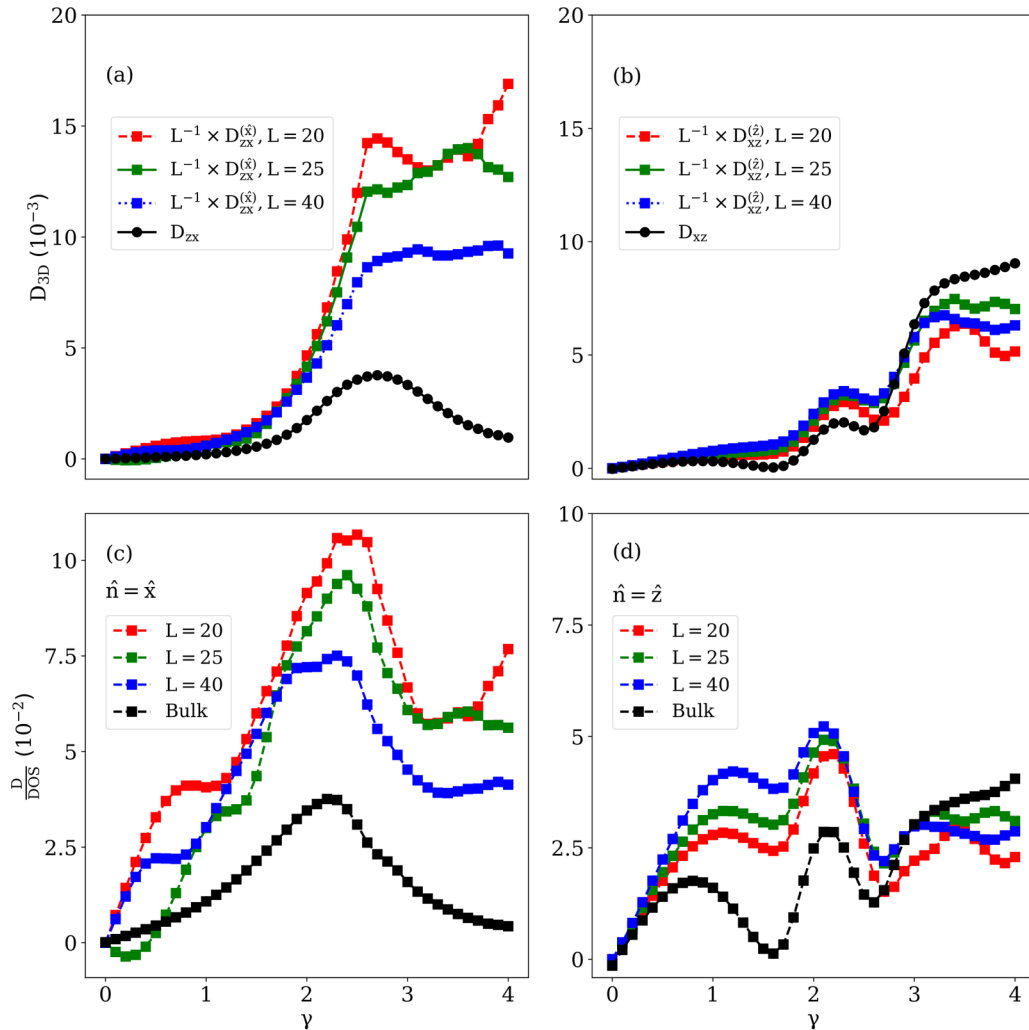 20
15
10
5
0
D_3D (10^−3)
(a)
L^−1 × D_zx^(x̂), L = 20
L^−1 × D_zx^(x̂), L = 25
L^−1 × D_zx^(x̂), L = 40
D_zx
20
15
10
5
0
(b)
L^−1 × D_xz^(ẑ), L = 20
L^−1 × D_xz^(ẑ), L = 25
L^−1 × D_xz^(ẑ), L = 40
D_xz
10
7.5
5
2.5
0
D/DOS (10^−2)
(c)
n̂ = x̂
L = 20
L = 25
L = 40
Bulk
0 1 2 3 4
γ
10
7.5
5
2.5
0
(d)
n̂ = ẑ
L = 20
L = 25
L = 40
Bulk
0 1 2 3 4
γ